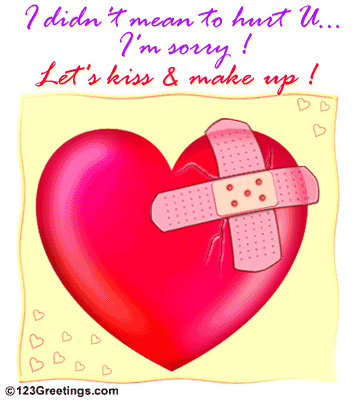 I didn't mean to hurt U...
I'm sorry !
Let's kiss & make up !
©123Greetings.com